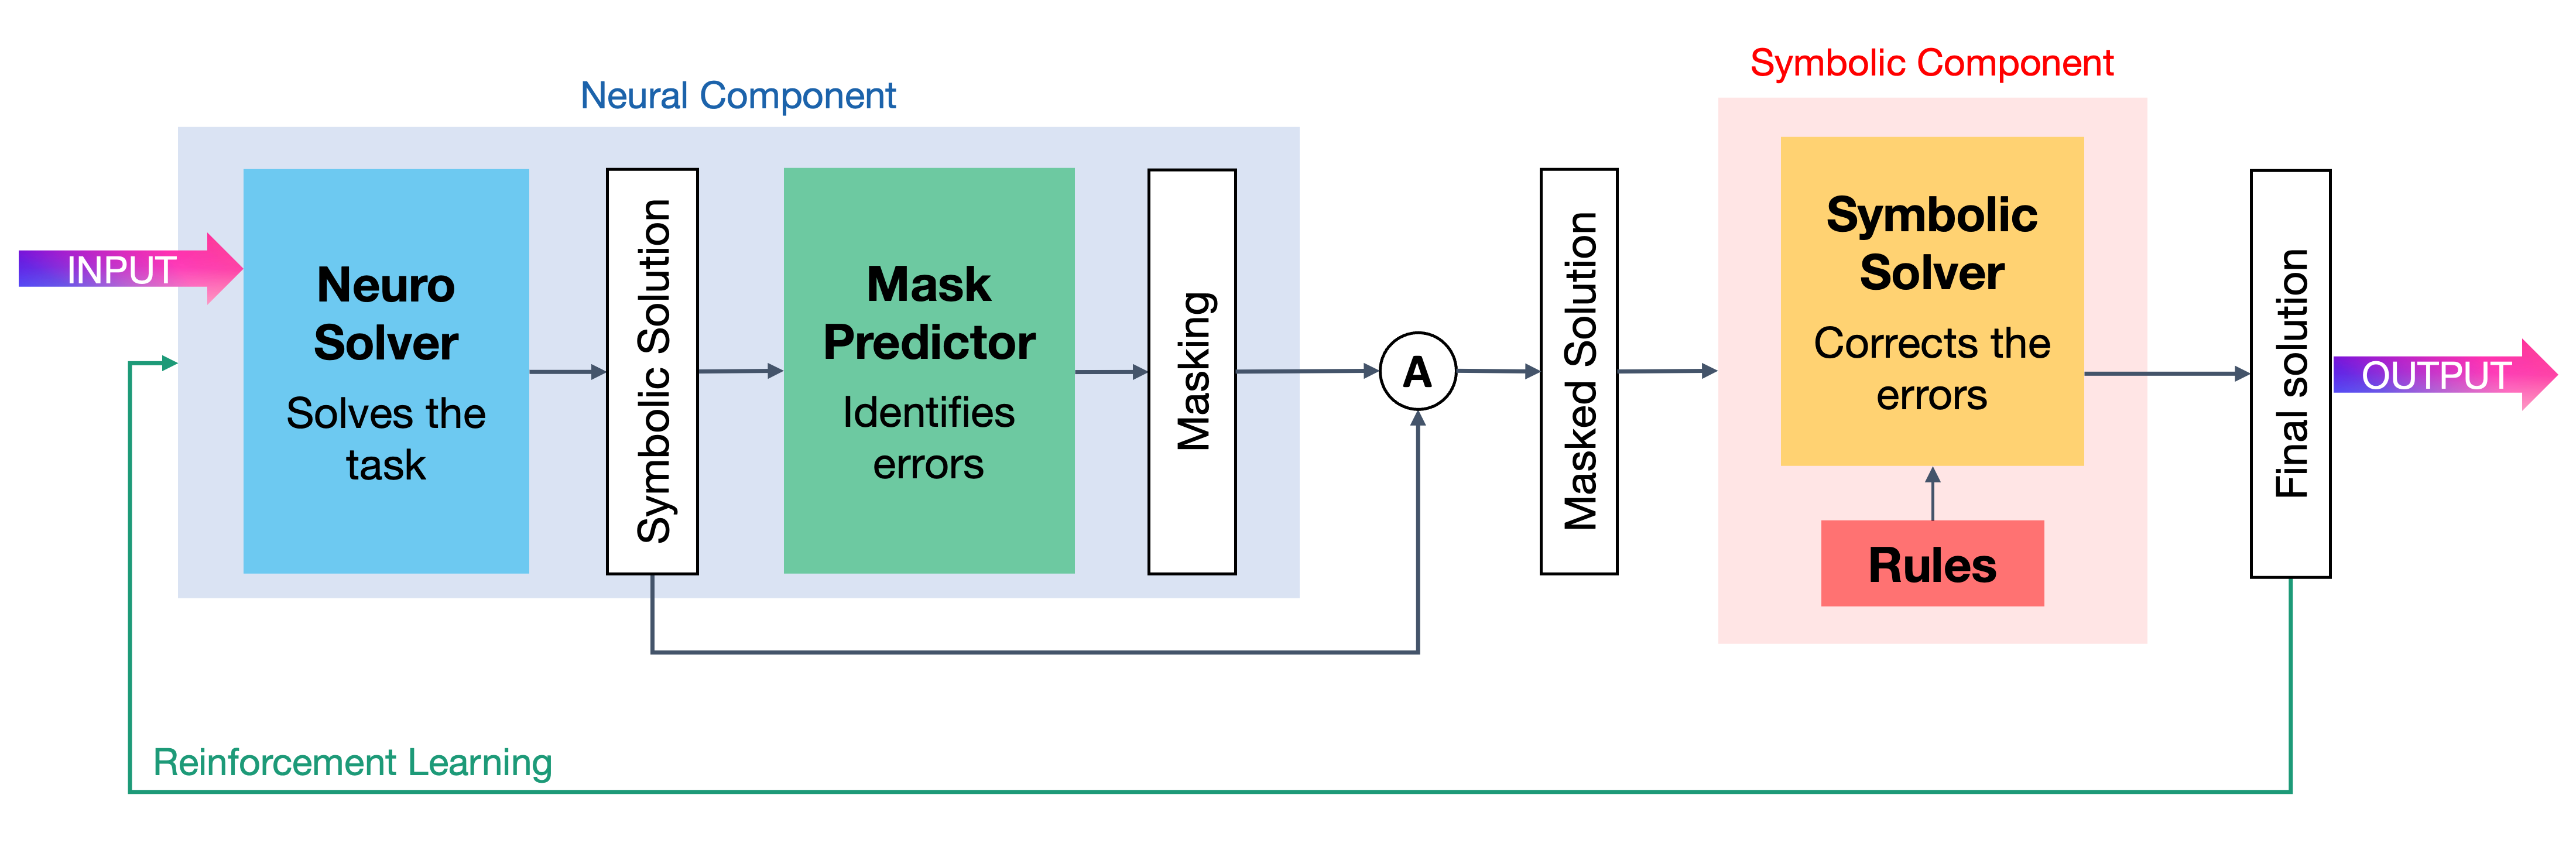 Neural Component
Symbolic Component
INPUT
Neuro
Solver
Solves the
task
Symbolic Solution
Mask
Predictor
Identifies
errors
Masking
A
Masked Solution
Symbolic
Solver
Corrects the
errors
Rules
Final solution
OUTPUT
Reinforcement Learning